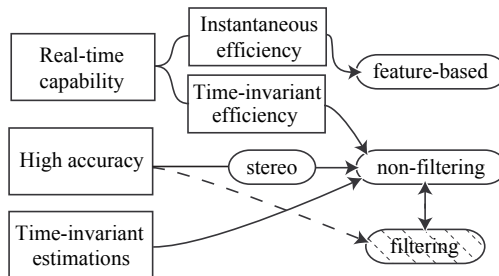 Instantaneous
efficiency
Real-time
capability
feature-based
Time-invariant
efficiency
High accuracy
stereo
non-filtering
Time-invariant
estimations
filtering